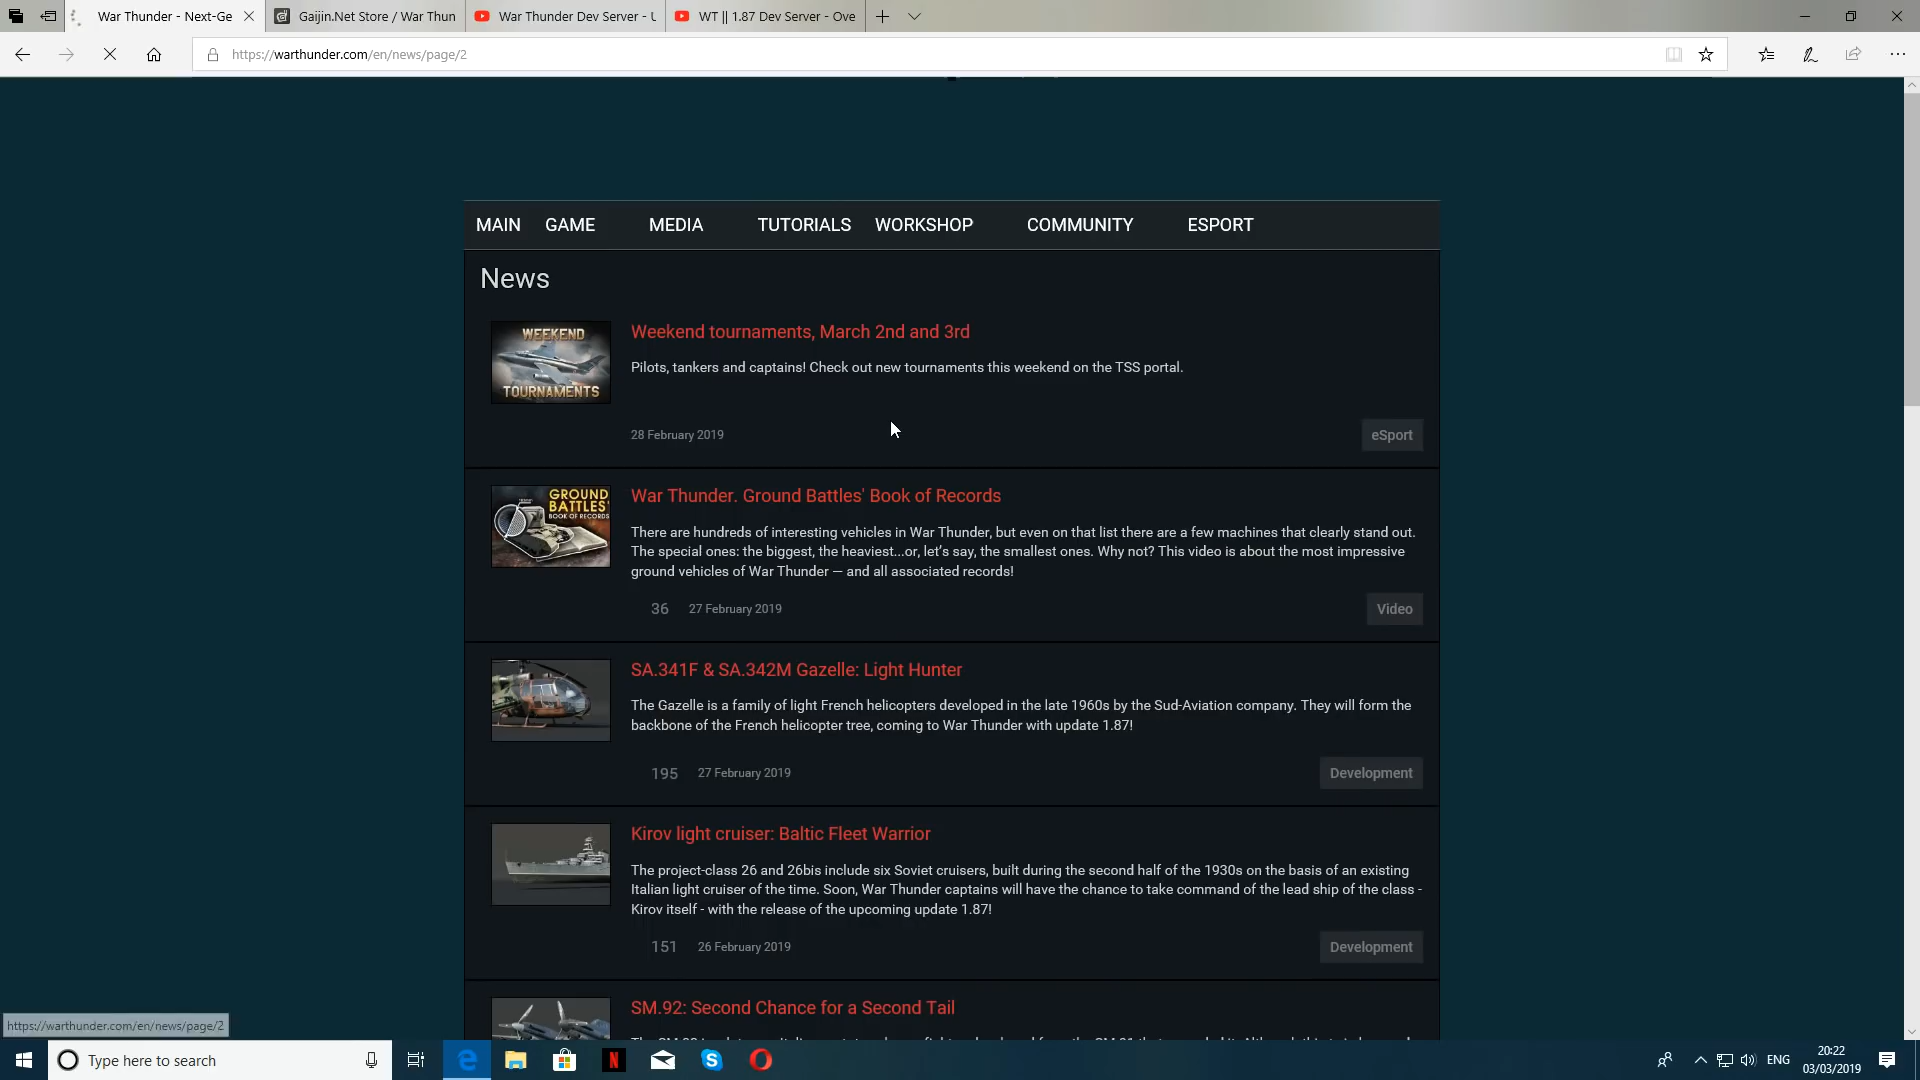 War Thunder - Next-Ge
Gaijin.Net Store / War Thun
War Thunder Dev Server - U
WT || 1.87 Dev Server - Ove
https://warthunder.com/en/news/page/2
MAIN GAME MEDIA TUTORIALS WORKSHOP COMMUNITY ESPORT
News
WEEKEND
TOURNAMENTS
Weekend tournaments, March 2nd and 3rd
Pilots, tankers and captains! Check out new tournaments this weekend on the TSS portal.
28 February 2019
eSport
GROUND
BATTLES'
BOOK OF RECORDS
War Thunder. Ground Battles' Book of Records
There are hundreds of interesting vehicles in War Thunder, but even on that list there are a few machines that clearly stand out.
The special ones: the biggest, the heaviest...or, let’s say, the smallest ones. Why not? This video is about the most impressive
ground vehicles of War Thunder — and all associated records!
36 27 February 2019
Video
SA.341F & SA.342M Gazelle: Light Hunter
The Gazelle is a family of light French helicopters developed in the late 1960s by the Sud-Aviation company. They will form the
backbone of the French helicopter tree, coming to War Thunder with update 1.87!
195 27 February 2019
Development
Kirov light cruiser: Baltic Fleet Warrior
The project-class 26 and 26bis include six Soviet cruisers, built during the second half of the 1930s on the basis of an existing
Italian light cruiser of the time. Soon, War Thunder captains will have the chance to take command of the lead ship of the class -
Kirov itself - with the release of the upcoming update 1.87!
151 26 February 2019
Development
SM.92: Second Chance for a Second Tail
https://warthunder.com/en/news/page/2
Type here to search
ENG
20:22
03/03/2019